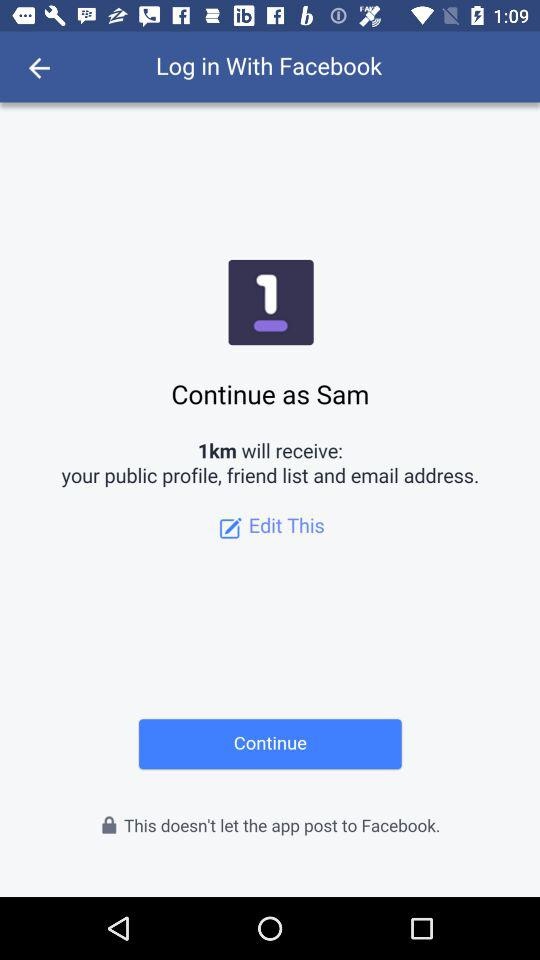 1:09
Log in With Facebook
1
Continue as Sam
1km will receive:
your public profile, friend list and email address.
Edit This
Continue
This doesn't let the app post to Facebook.